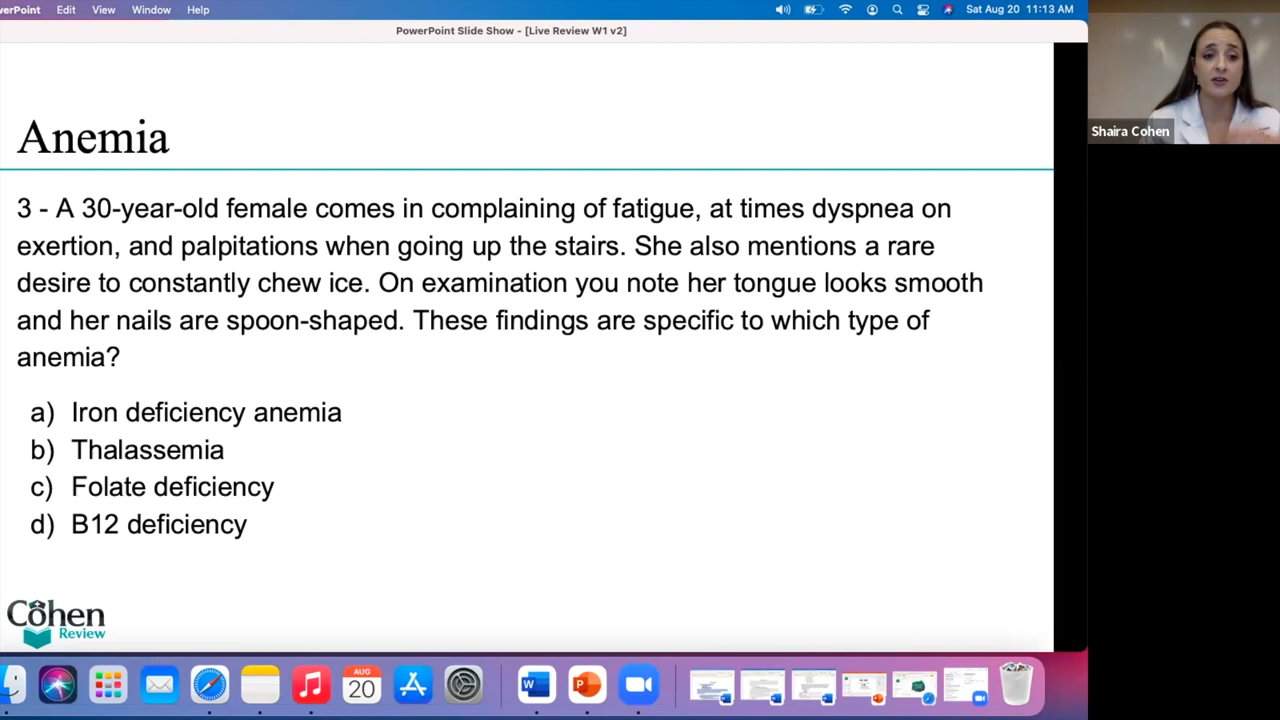 PowerPoint Edit View Window Help Sat Aug 20 11:13 AM
PowerPoint Slide Show - [Live Review W1 v2]
Shaira Cohen
Anemia
3 - A 30-year-old female comes in complaining of fatigue, at times dyspnea on
exertion, and palpitations when going up the stairs. She also mentions a rare
desire to constantly chew ice. On examination you note her tongue looks smooth
and her nails are spoon-shaped. These findings are specific to which type of
anemia?
a) Iron deficiency anemia
b) Thalassemia
c) Folate deficiency
d) B12 deficiency
Cohen
Review
AUG
20
W
P